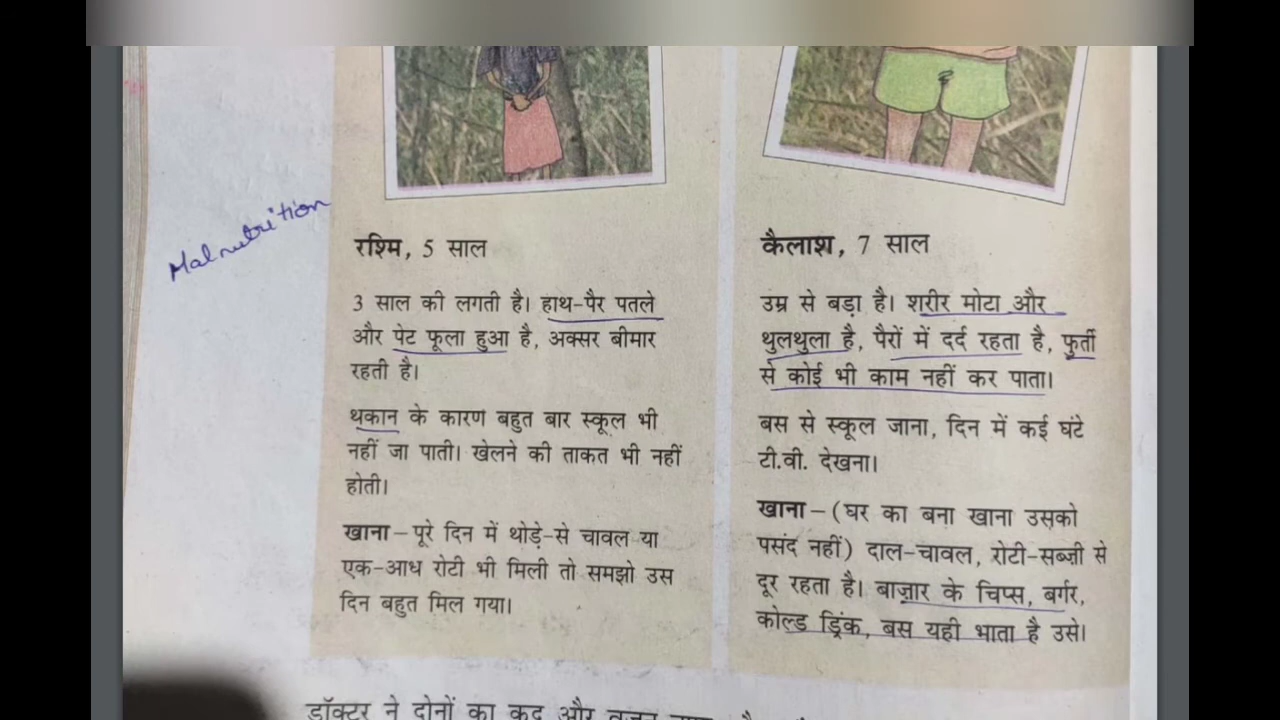 Malnutrition
रश्मि, 5 साल
3 साल की लगती है। हाथ-पैर पतले
और पेट फूला हुआ है, अक्सर बीमार
रहती है।
थकान के कारण बहुत बार स्कूल भी
नहीं जा पाती। खेलने की ताकत भी नहीं
होती।
खाना – पूरे दिन में थोड़े-से चावल या
एक-आध रोटी भी मिली तो समझो उस
दिन बहुत मिल गया।
कैलाश, 7 साल
उम्र से बड़ा है। शरीर मोटा और
थुलथुला है, पैरों में दर्द रहता है, फुर्ती
से कोई भी काम नहीं कर पाता।
बस से स्कूल जाना, दिन में कई घंटे
टी.वी. देखना।
खाना – (घर का बना खाना उसको
पसंद नहीं) दाल-चावल, रोटी-सब्ज़ी से
दूर रहता है। बाज़ार के चिप्स, बर्गर,
कोल्ड ड्रिंक, बस यही भाता है उसे।
डॉक्टर ने दोनों का कद और वज़न